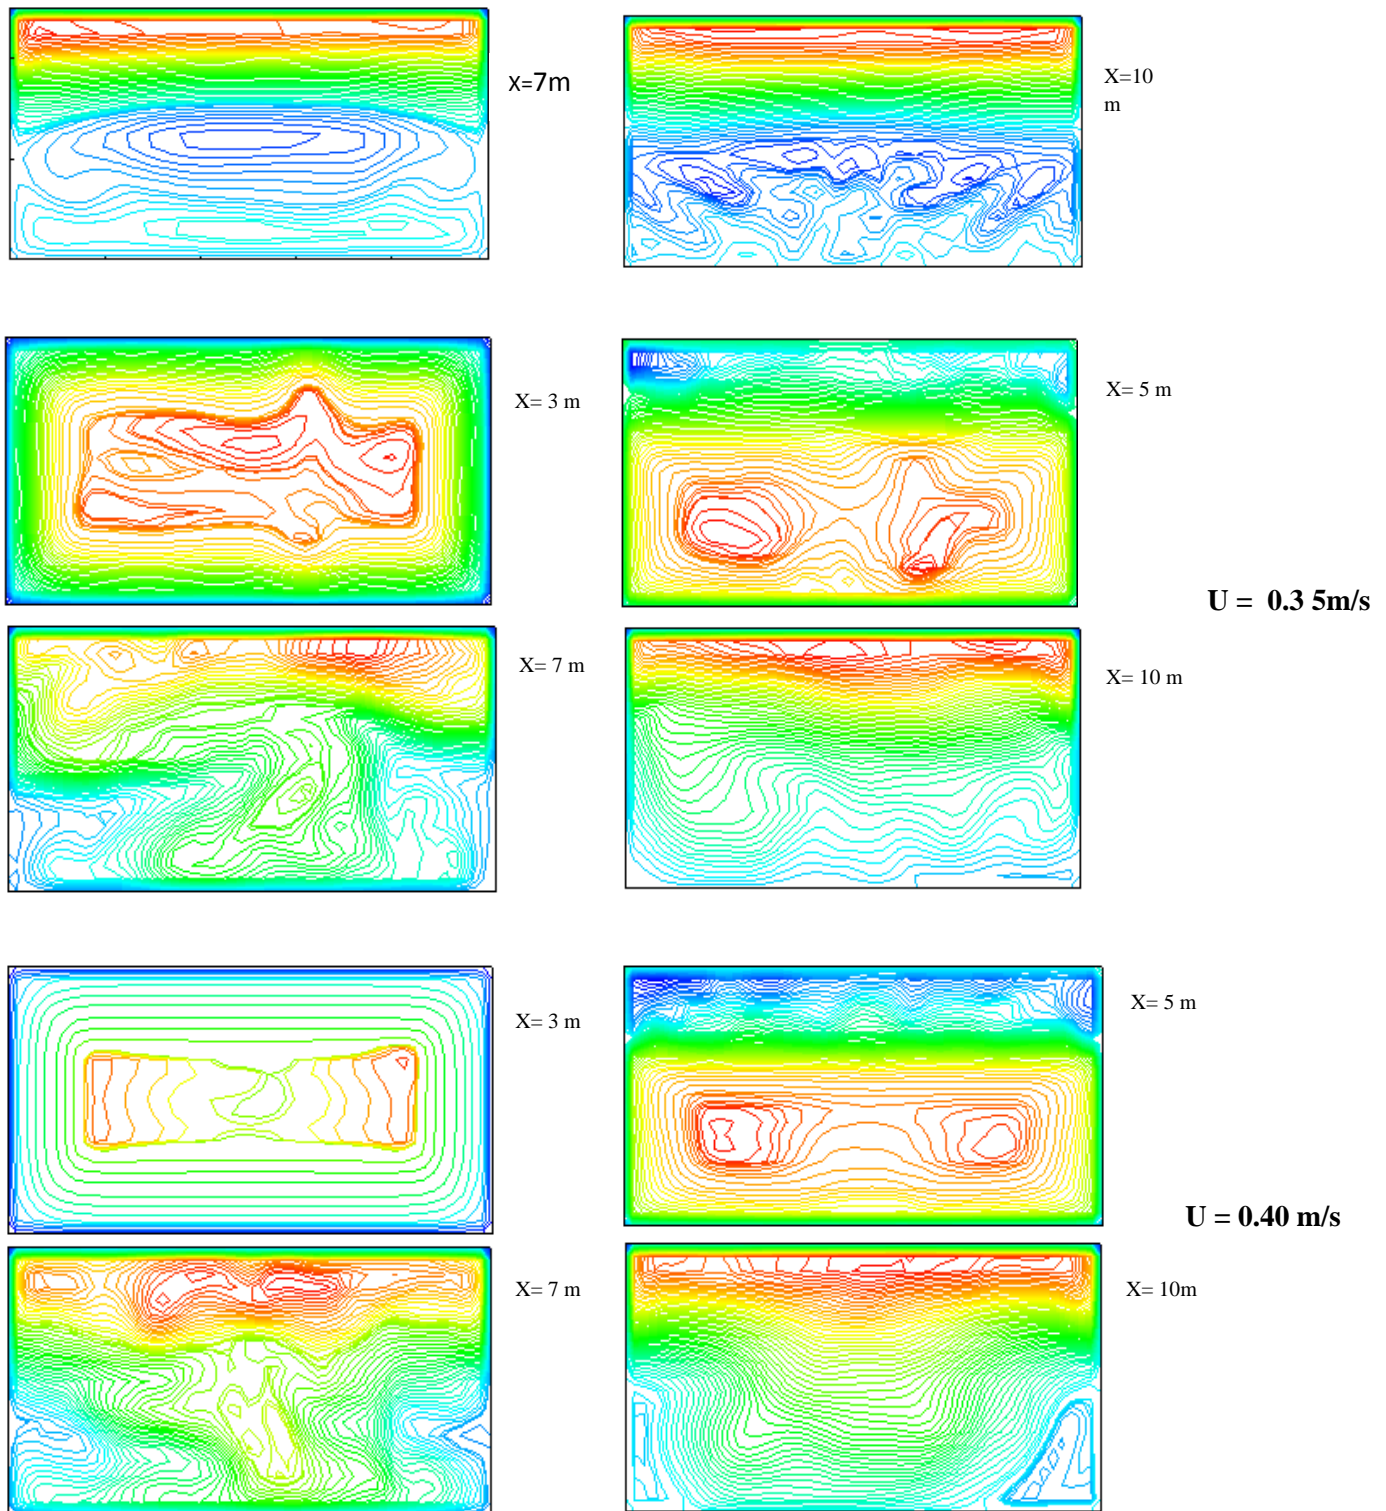 x=7m
X=10
m
X= 3 m
X= 5 m
U =  0.3 5m/s
X= 7 m
X= 10 m
X= 3 m
X= 5 m
U = 0.40 m/s
X= 7 m
X= 10m